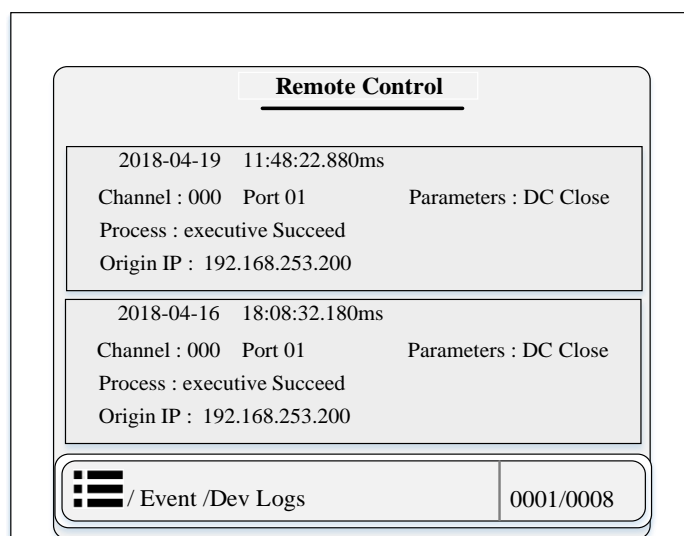 Remote Control
2018-04-19 11:48:22.880ms
Channel : 000 Port 01 Parameters : DC Close
Process : executive Succeed
Origin IP : 192.168.253.200
2018-04-16 18:08:32.180ms
Channel : 000 Port 01 Parameters : DC Close
Process : executive Succeed
Origin IP : 192.168.253.200
/ Event /Dev Logs 0001/0008